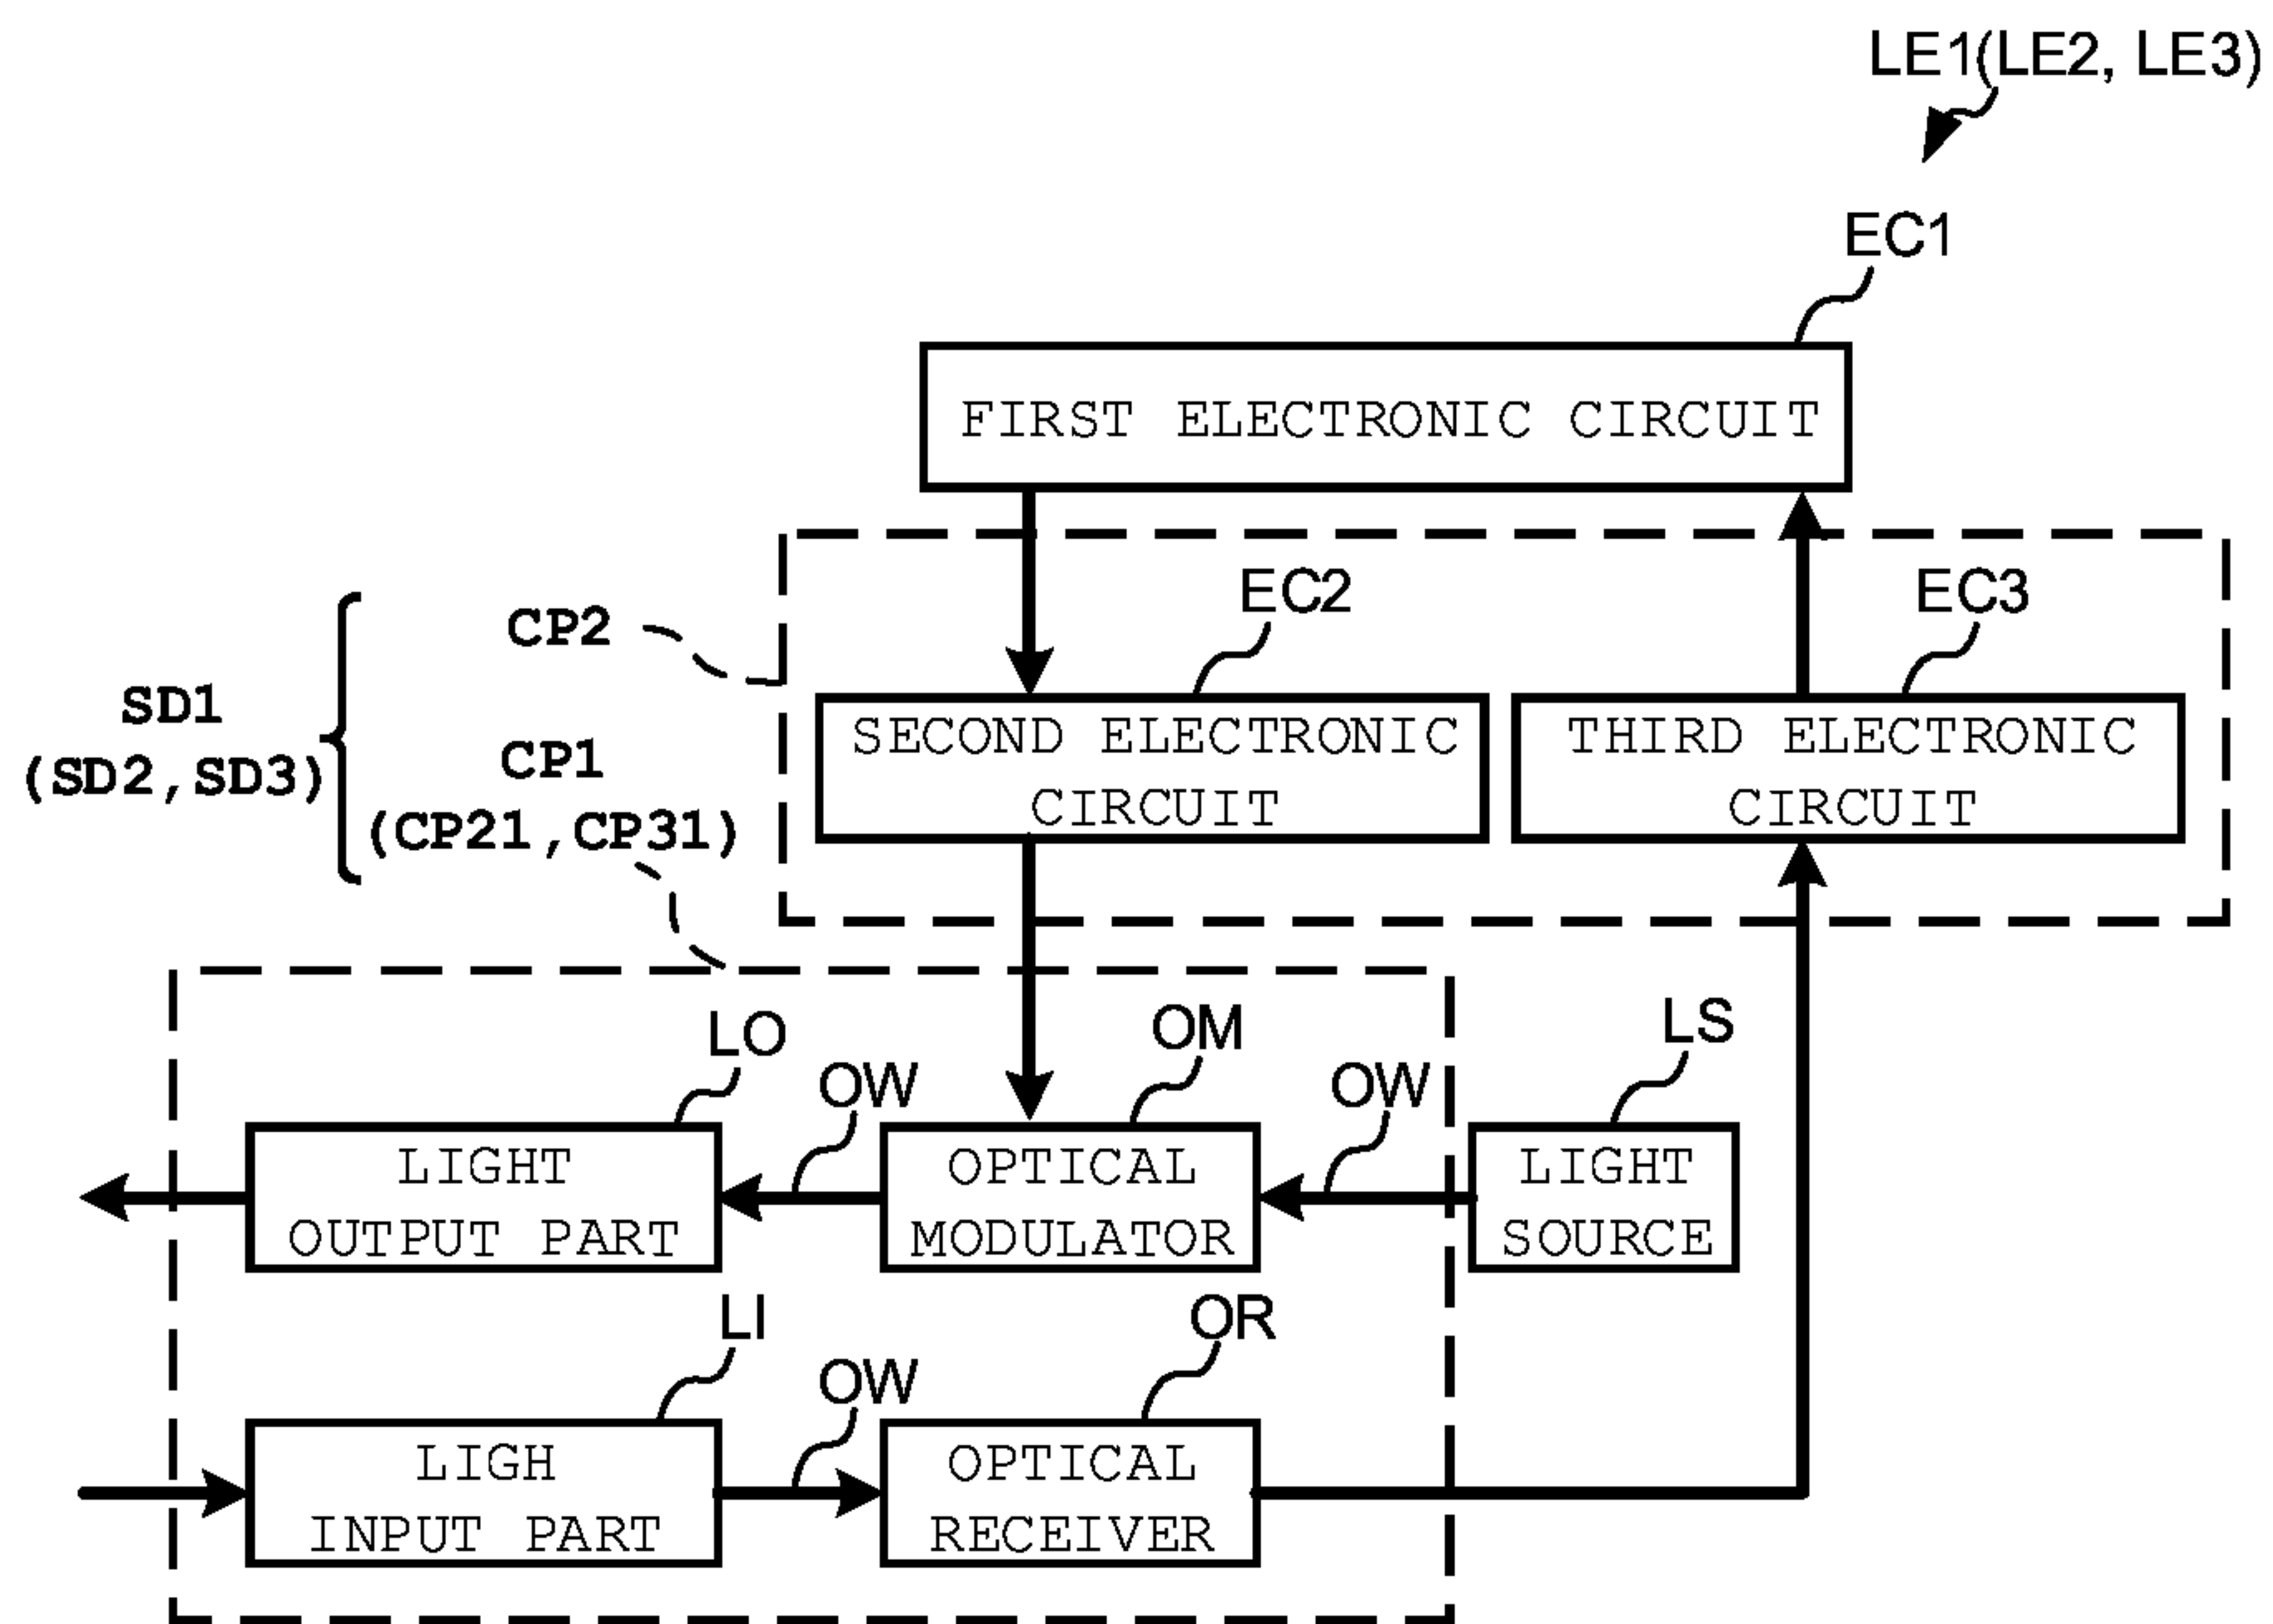 LE1(LE2, LE3)
EC1
FIRST ELECTRONIC CIRCUIT
CP2
EC2
EC3
SD1
(SD2,SD3)
CP1
(CP21,CP31)
SECOND ELECTRONIC
CIRCUIT
THIRD ELECTRONIC
CIRCUIT
LO
OW
OM
OW
LS
LIGHT
OUTPUT PART
OPTICAL
MODULATOR
LIGHT
SOURCE
LI
OW
OR
LIGH
INPUT PART
OPTICAL
RECEIVER